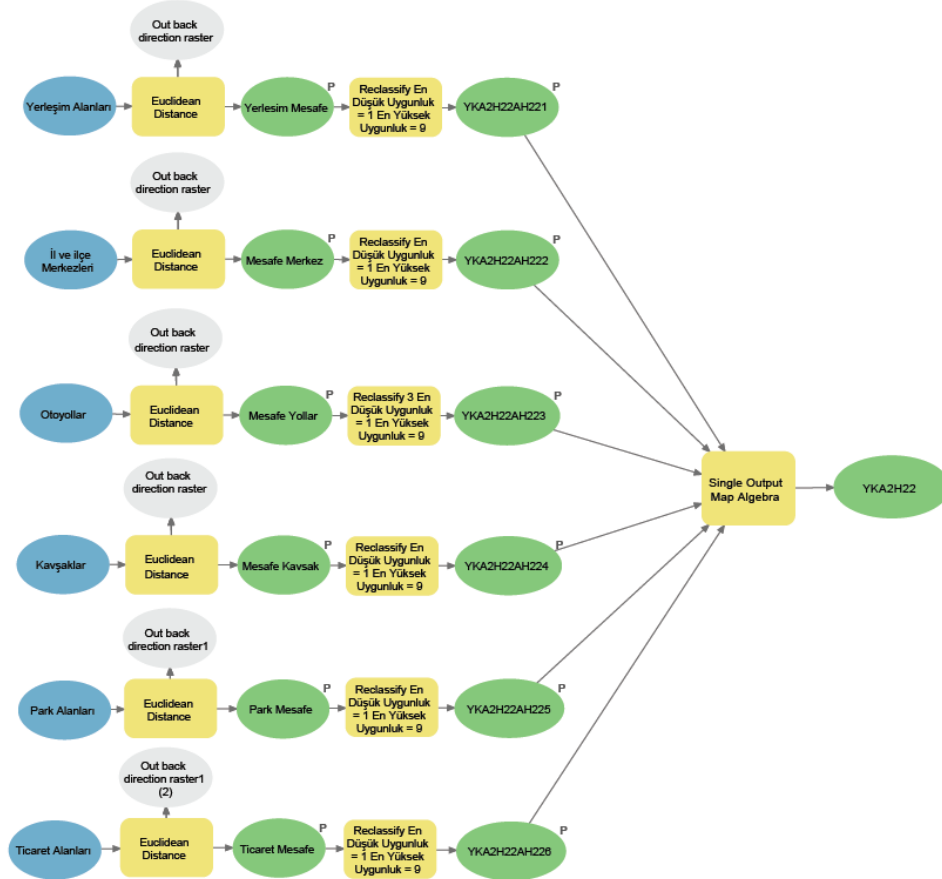 Out back
direction raster
Yerleşim Alanları
Euclidean
Distance
P
Yerlesim Mesafe
Reclassify En
Düşük Uygunluk
= 1 En Yüksek
Uygunluk = 9
P
YKA2H22AH221
Out back
direction raster
İl ve ilçe
Merkezleri
Euclidean
Distance
P
Mesafe Merkez
Reclassify En
Düşük Uygunluk
= 1 En Yüksek
Uygunluk = 9
P
YKA2H22AH222
Out back
direction raster
Otoyollar
Euclidean
Distance
P
Mesafe Yollar
Reclassify 3 En
Düşük Uygunluk
= 1 En Yüksek
Uygunluk = 9
P
YKA2H22AH223
Single Output
Map Algebra
YKA2H22
Out back
direction raster
Kavşaklar
Euclidean
Distance
P
Mesafe Kavsak
Reclassify En
Düşük Uygunluk
= 1 En Yüksek
Uygunluk = 9
P
YKA2H22AH224
Out back
direction raster1
Park Alanları
Euclidean
Distance
P
Park Mesafe
Reclassify En
Düşük Uygunluk
= 1 En Yüksek
Uygunluk = 9
P
YKA2H22AH225
Out back
direction raster1
(2)
Ticaret Alanları
Euclidean
Distance
P
Ticaret Mesafe
Reclassify En
Düşük Uygunluk
= 1 En Yüksek
Uygunluk = 9
P
YKA2H22AH226